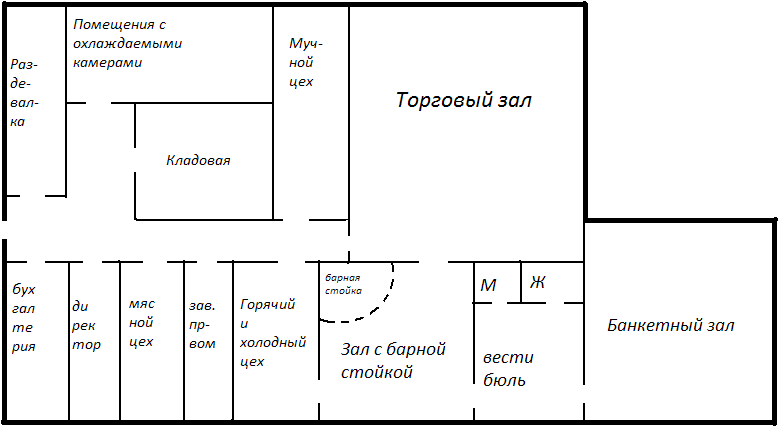 Помещения с
охлаждаемыми
камерами
Муч-
ной
цех
Раз-
де-
вал-
ка
Торговый зал
Кладовая
бух
гал
те
рия
ди
рек
тор
мяс
ной
цех
зав.
пр-
вом
Горячий
и
холодный
цех
барная
стойка
Зал с барной
стойкой
М
Ж
вести
бюль
Банкетный зал